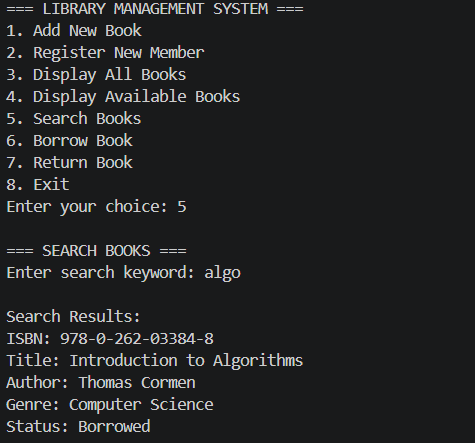 === LIBRARY MANAGEMENT SYSTEM ===
1. Add New Book
2. Register New Member
3. Display All Books
4. Display Available Books
5. Search Books
6. Borrow Book
7. Return Book
8. Exit
Enter your choice: 5
=== SEARCH BOOKS ===
Enter search keyword: algo
Search Results:
ISBN: 978-0-262-03384-8
Title: Introduction to Algorithms
Author: Thomas Cormen
Genre: Computer Science
Status: Borrowed